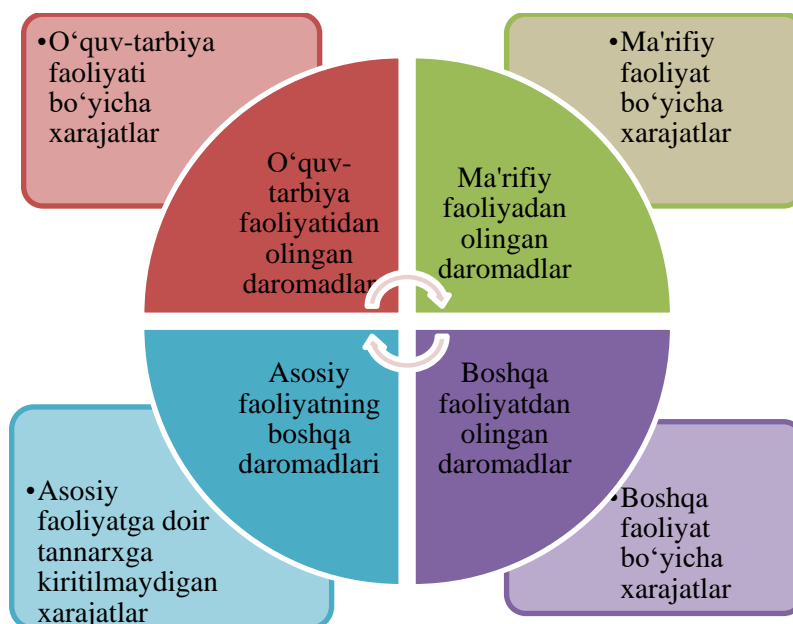 •O‘quv-tarbiya
faoliyati
bo‘yicha
xarajatlar
•Ma'rifiy
faoliyat
bo‘yicha
xarajatlar
O‘quv-
tarbiya
faoliyatidan
olingan
daromadlar
Ma'rifiy
faoliyadan
olingan
daromadlar
Asosiy
faoliyatning
boshqa
daromadlari
Boshqa
faoliyatdan
olingan
daromadlar
•Asosiy
faoliyatga doir
tannarxga
kiritilmaydigan
xarajatlar
•Boshqa
faoliyat
bo‘yicha
xarajatlar